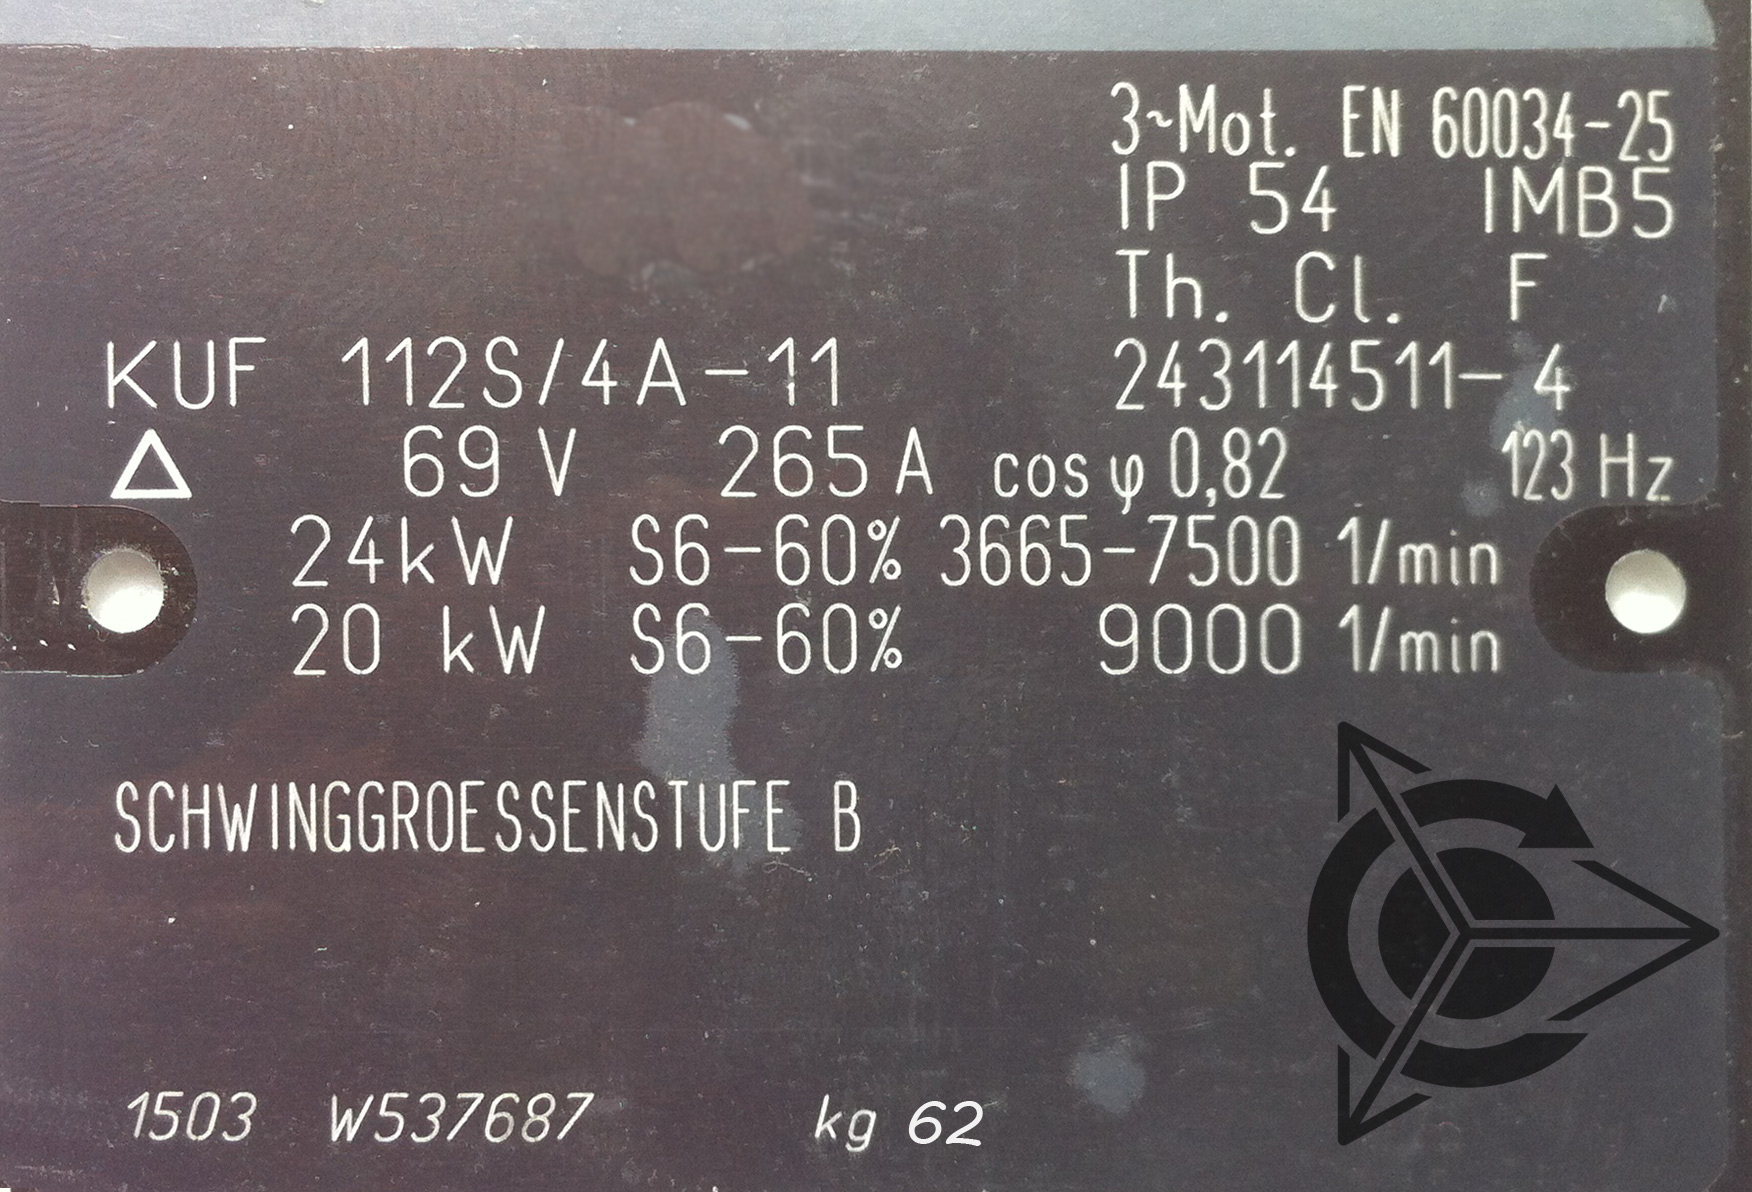 3~Mot. EN 60034-25
IP 54 IMB5
Th. Cl. F
KUF 112S/4A-11 243114511-4
△ 69 V 265 A cos φ 0,82 123 Hz
24kW S6-60% 3665-7500 1/min
20 kW S6-60% 9000 1/min
SCHWINGGROESSENSTUFE B
1503 W537687 kg 62